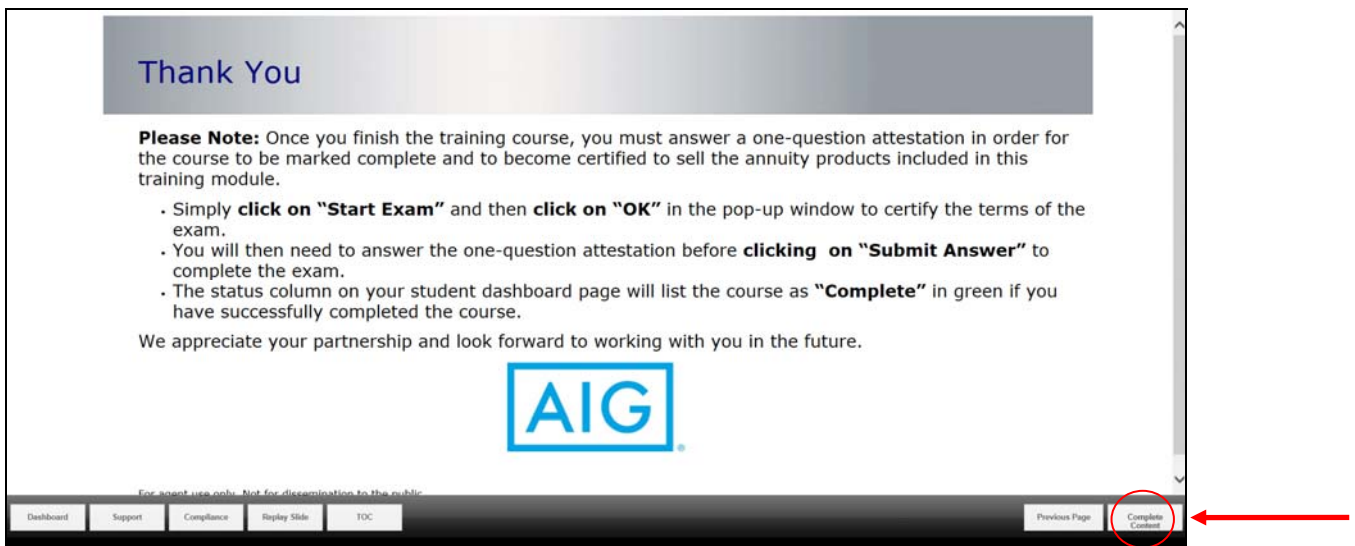 Thank You
Please Note: Once you finish the training course, you must answer a one-question attestation in order for
the course to be marked complete and to become certified to sell the annuity products included in this
training module.
• Simply click on “Start Exam” and then click on “OK” in the pop-up window to certify the terms of the
exam.
• You will then need to answer the one-question attestation before clicking  on “Submit Answer” to
complete the exam.
• The status column on your student dashboard page will list the course as “Complete” in green if you
have successfully completed the course.
We appreciate your partnership and look forward to working with you in the future.
AIG
For agent use only. Not for dissemination to the public
Dashboard Support Compliance Replay Slide TOC Previous Page Complete
Content